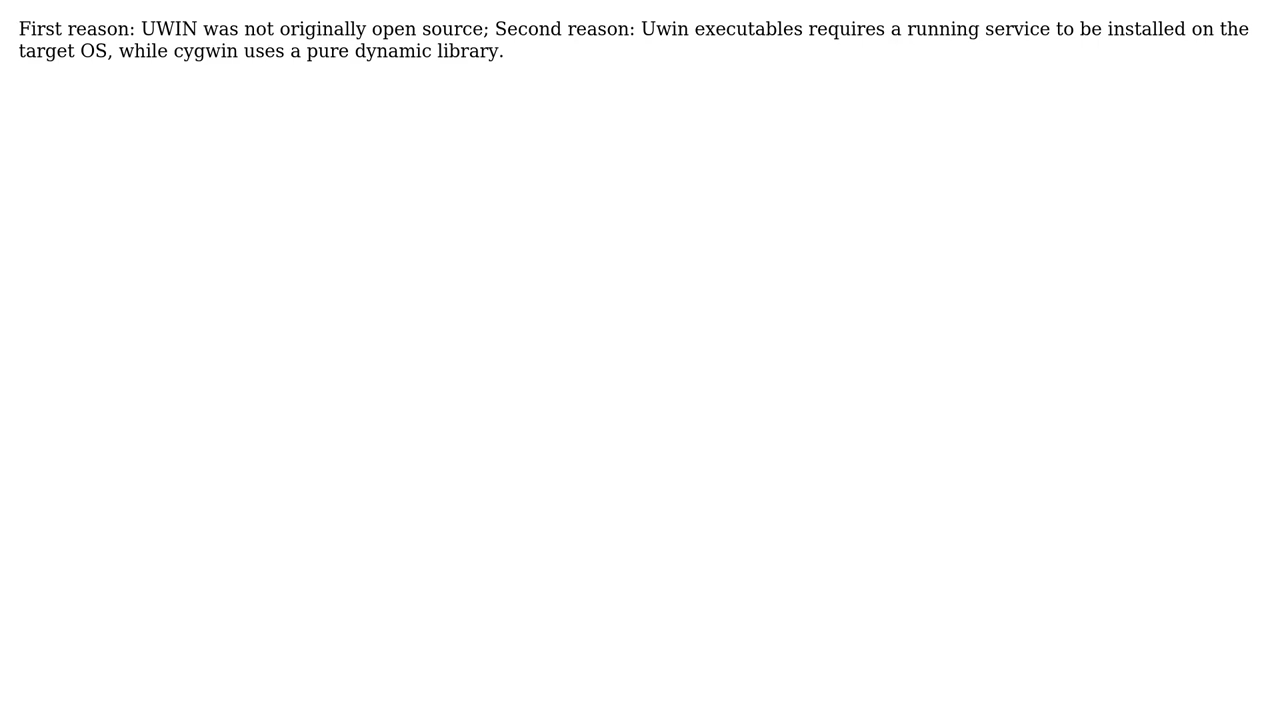 First reason: UWIN was not originally open source; Second reason: Uwin executables requires a running service to be installed on the
target OS, while cygwin uses a pure dynamic library.